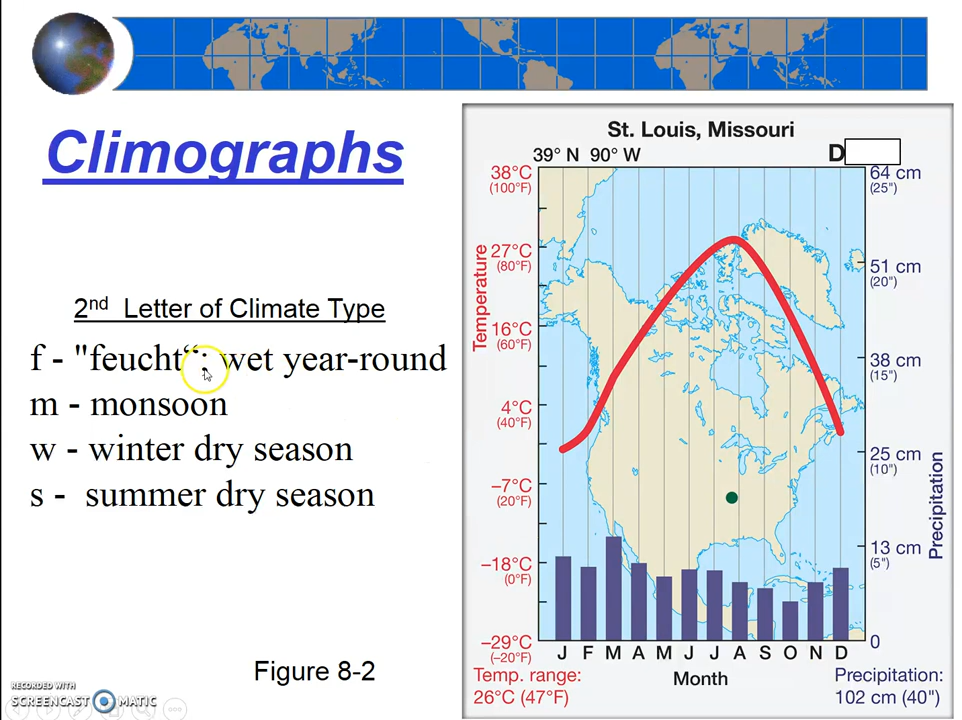 Climographs
2nd Letter of Climate Type
f - "feucht“: wet year-round
m - monsoon
w - winter dry season
s - summer dry season
Figure 8-2
RECORDED WITH
SCREENCAST MATIC
St. Louis, Missouri
39° N 90° W
D
38°C
(100°F)
27°C
(80°F)
16°C
(60°F)
4°C
(40°F)
–7°C
(20°F)
–18°C
(0°F)
–29°C
(–20°F)
Temperature
64 cm
(25")
51 cm
(20")
38 cm
(15")
25 cm
(10")
13 cm
(5")
0
Precipitation
J F M A M J J A S O N D
Month
Temp. range:
26°C (47°F)
Precipitation:
102 cm (40")